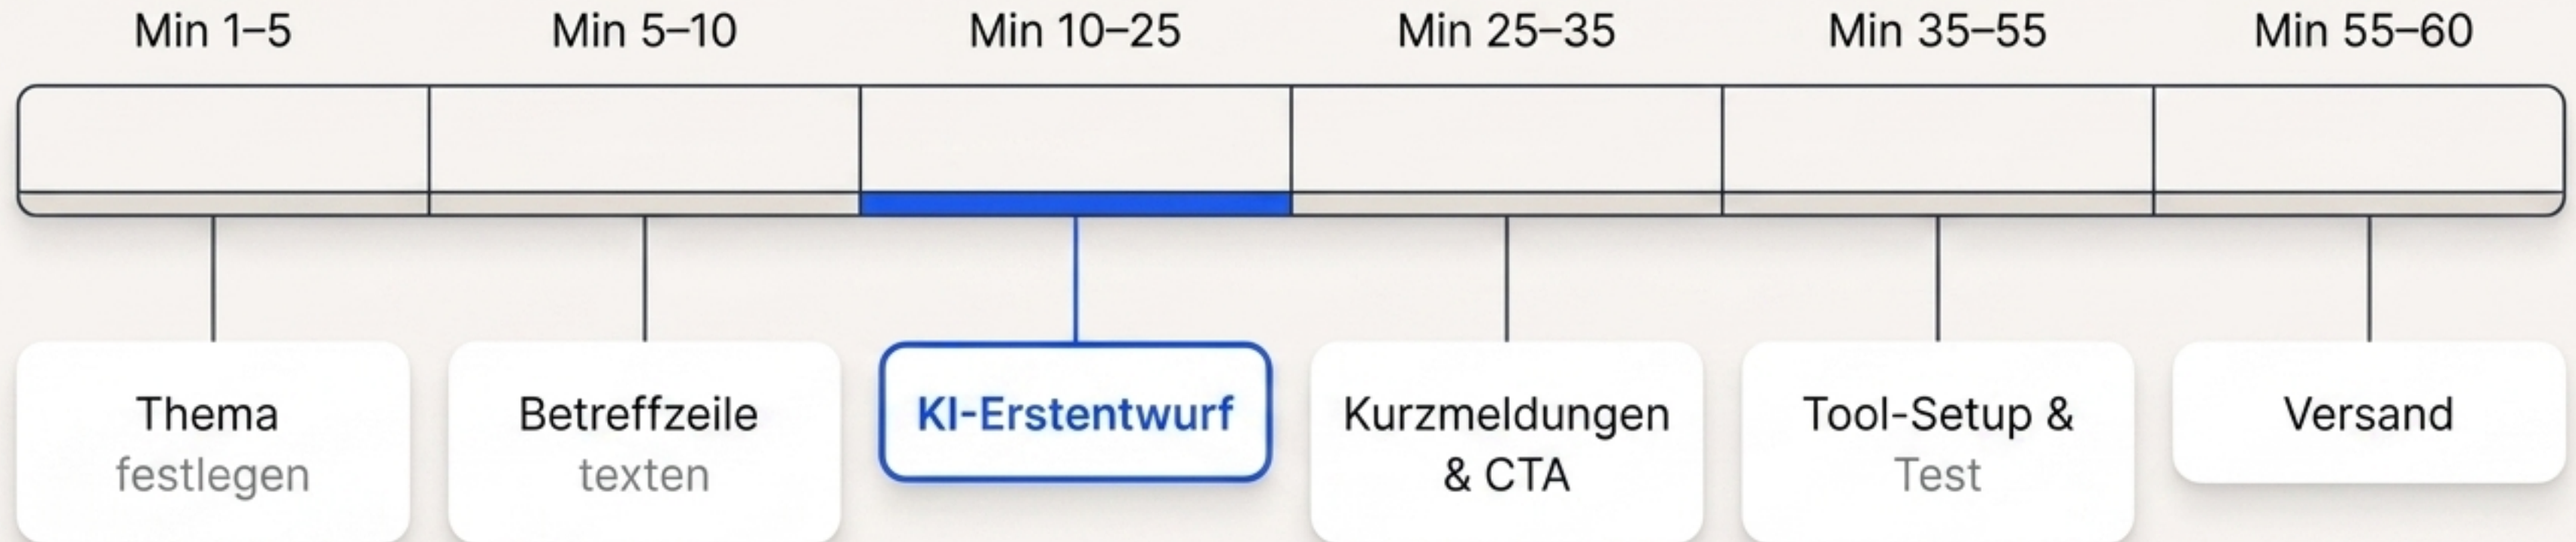 Min 1–5
Min 5–10
Min 10–25
Min 25–35
Min 35–55
Min 55–60
Thema
festlegen
Betreffzeile
texten
KI-Erstentwurf
Kurzmeldungen
& CTA
Tool-Setup &
Test
Versand